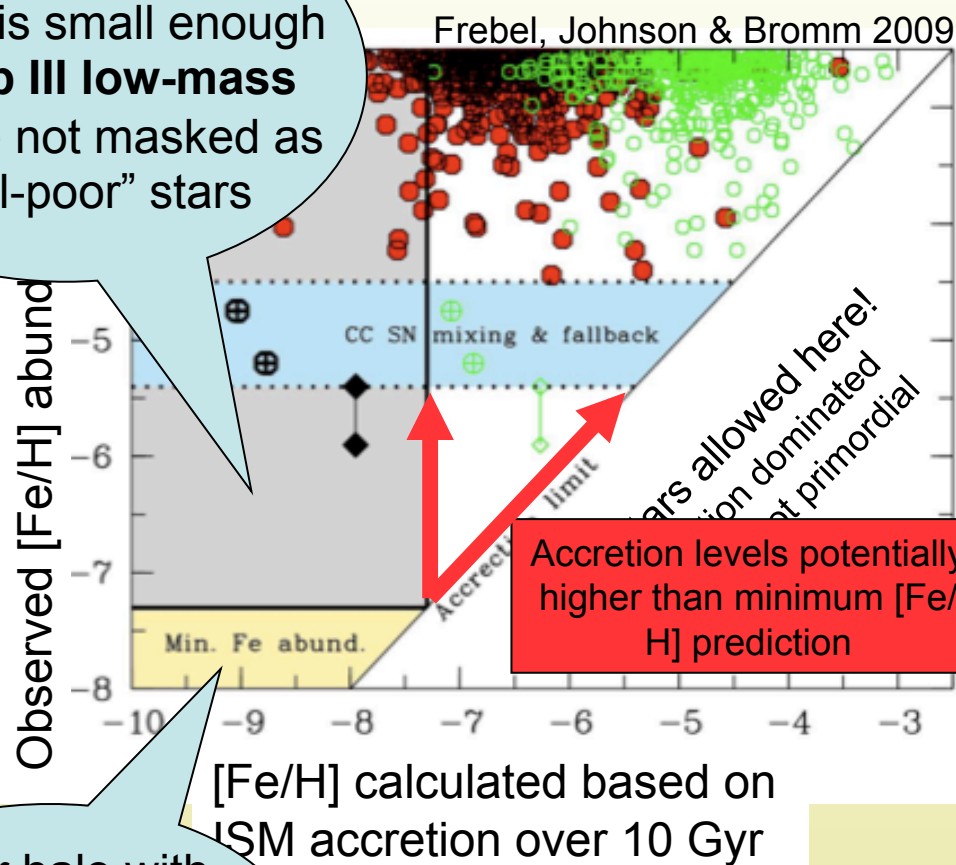 Frebel, Johnson & Bromm 2009
is small enough
III low-mass
not masked as
l-poor” stars
Observed [Fe/H] abund
−5
−6
−7
−8
CC SN mixing & fallback
Accretion limit
allowed here!
dominated
primordial
Accretion levels potentially
higher than minimum [Fe/
H] prediction
Min. Fe abund.
−10 −9 −8 −7 −6 −5 −4 −3
[Fe/H] calculated based on
ISM accretion over 10 Gyr
halo with